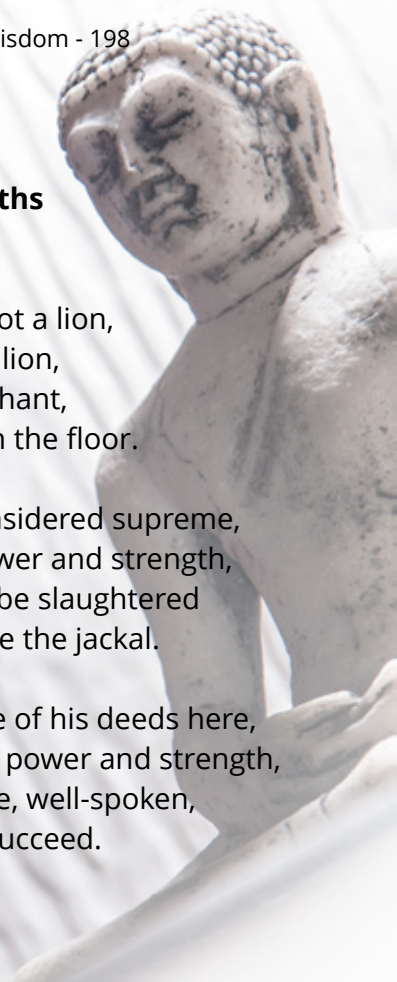 isdom - 198
ths
ot a lion,
lion,
hant,
n the floor.
nsidered supreme,
wer and strength,
be slaughtered
e the jackal.
e of his deeds here,
power and strength,
e, well-spoken,
ucceed.